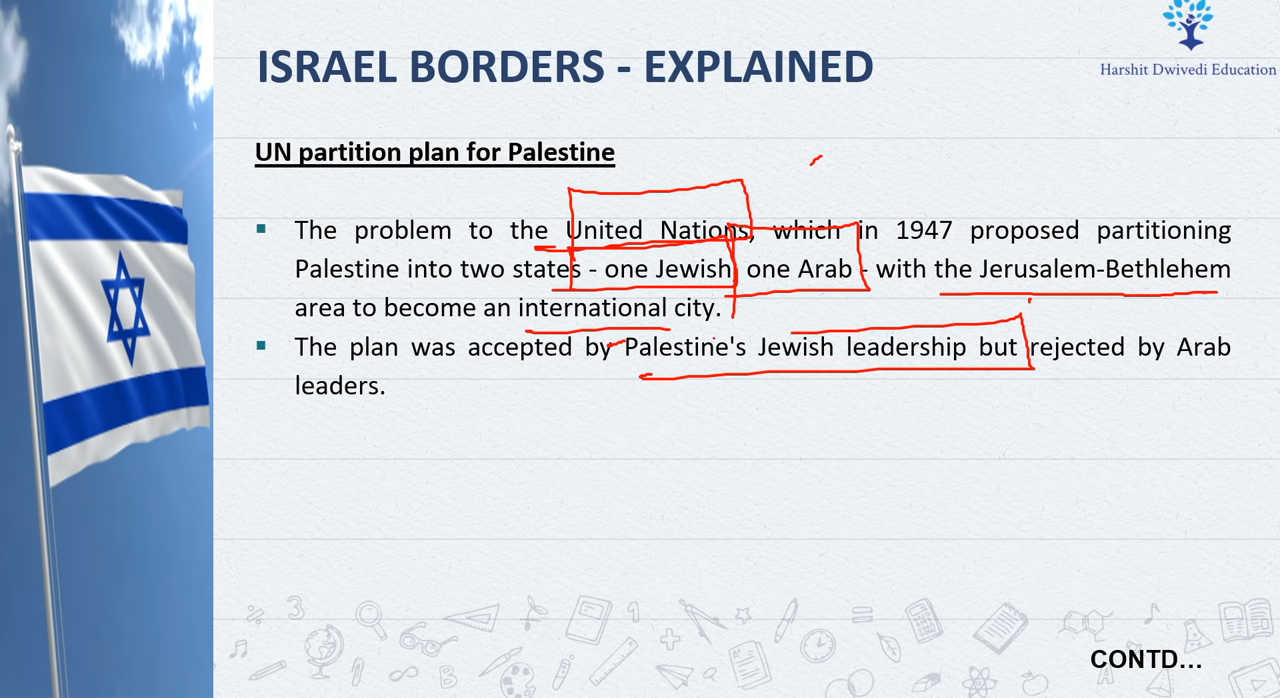 Harshit Dwivedi Education
ISRAEL BORDERS - EXPLAINED
UN partition plan for Palestine
▪ The problem to the United Nations, which in 1947 proposed partitioning
Palestine into two states - one Jewish, one Arab - with the Jerusalem-Bethlehem
area to become an international city.
▪ The plan was accepted by Palestine's Jewish leadership but rejected by Arab
leaders.
CONTD...